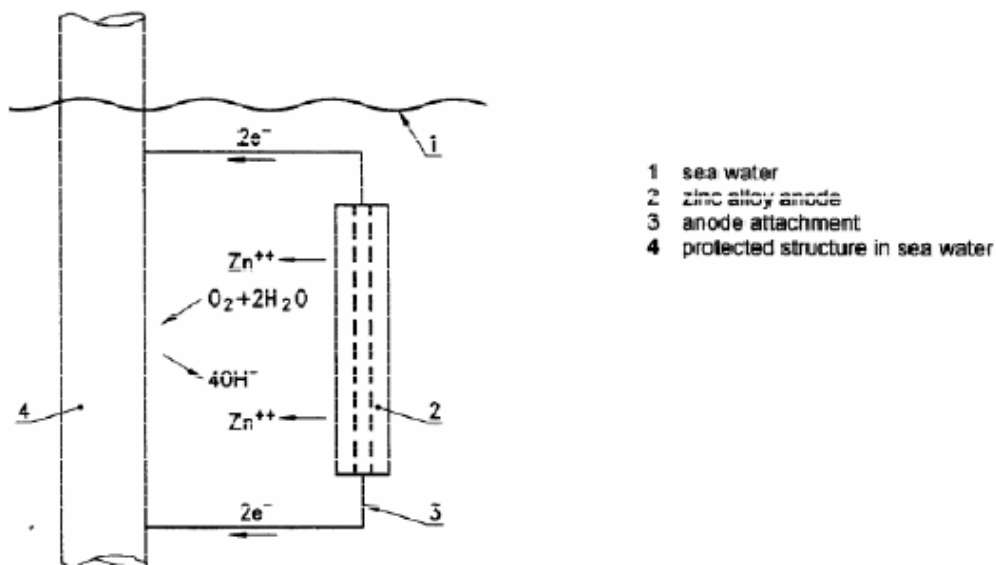 1
2e⁻
Zn⁺⁺
O₂+2H₂O
4OH⁻
4
Zn⁺⁺
2
2e⁻
3
1 sea water
2 zinc alloy anode
3 anode attachment
4 protected structure in sea water